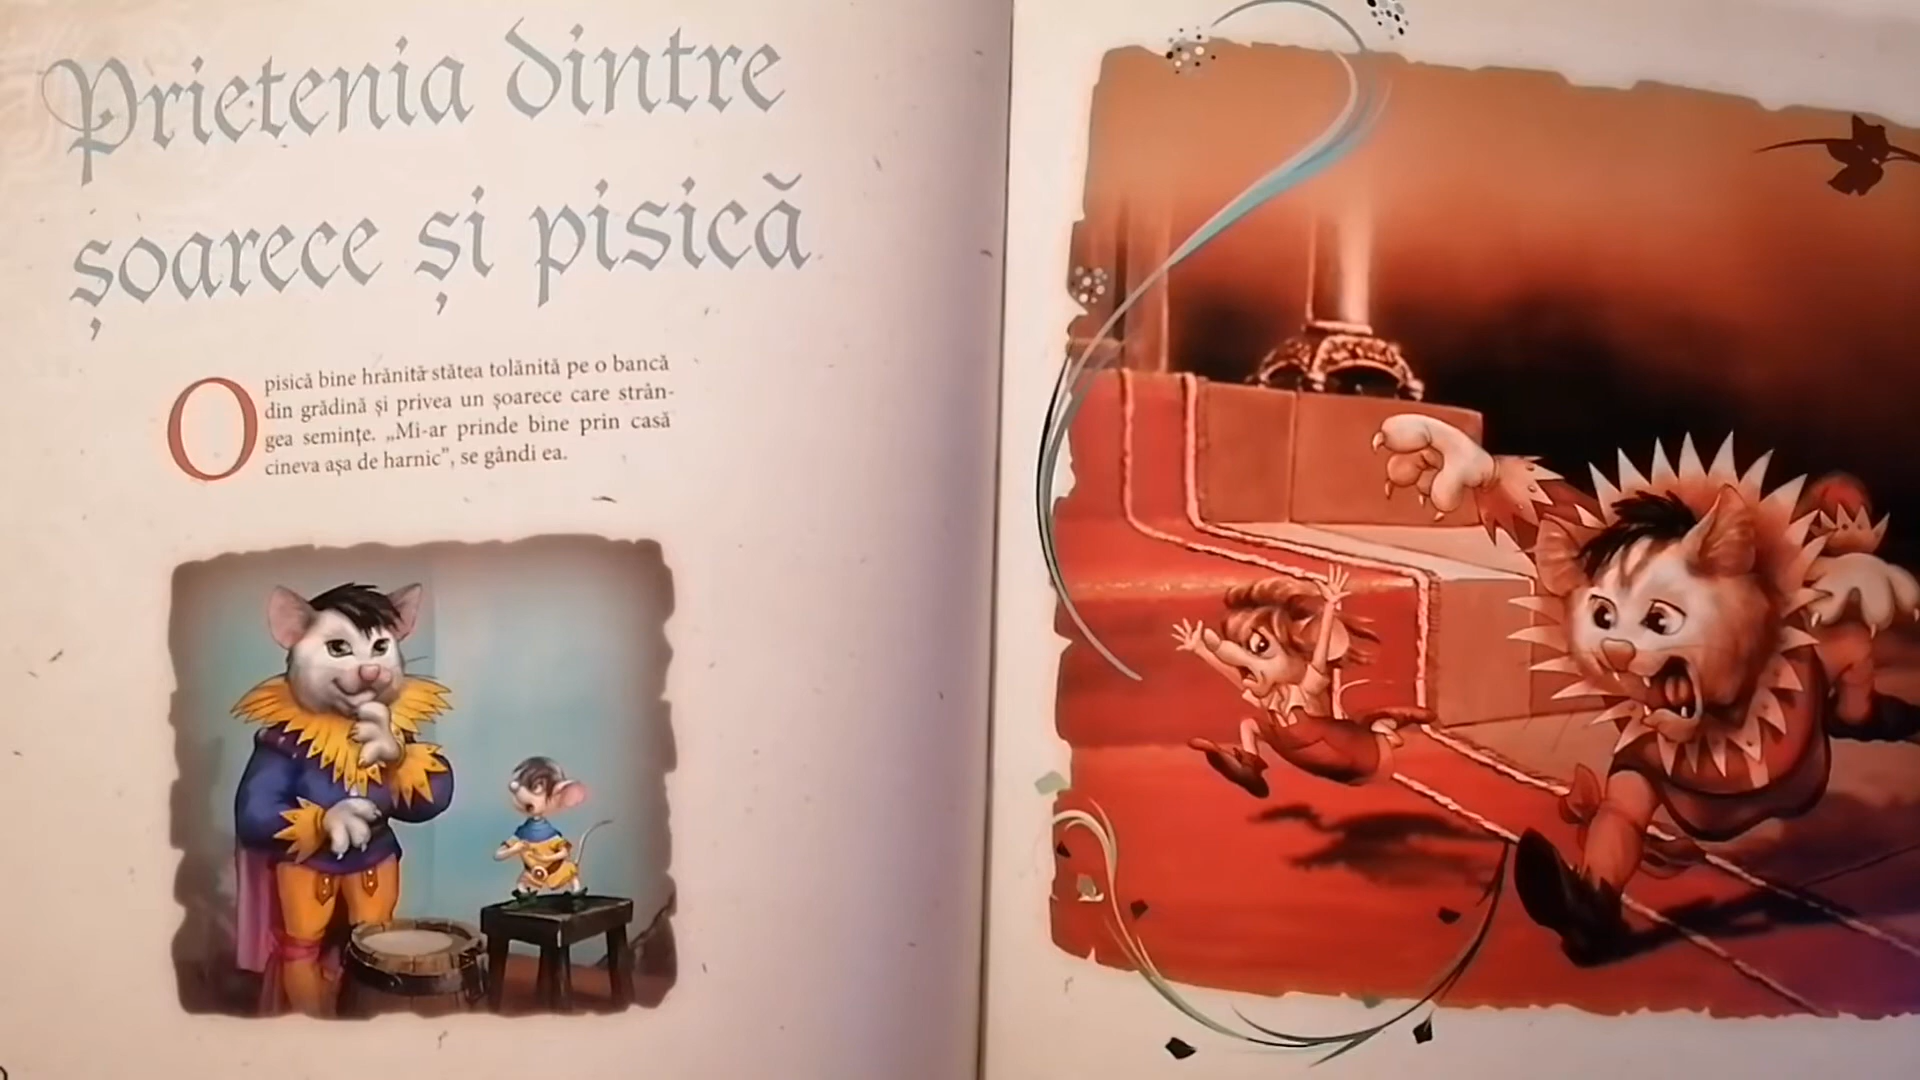 Prietenia dintre
șoarece și pisică
O pisică bine hrănită stătea tolănită pe o bancă
din grădină și privea un șoarece care strân-
gea semințe. „Mi-ar prinde bine prin casă
cineva așa de harnic”, se gândi ea.